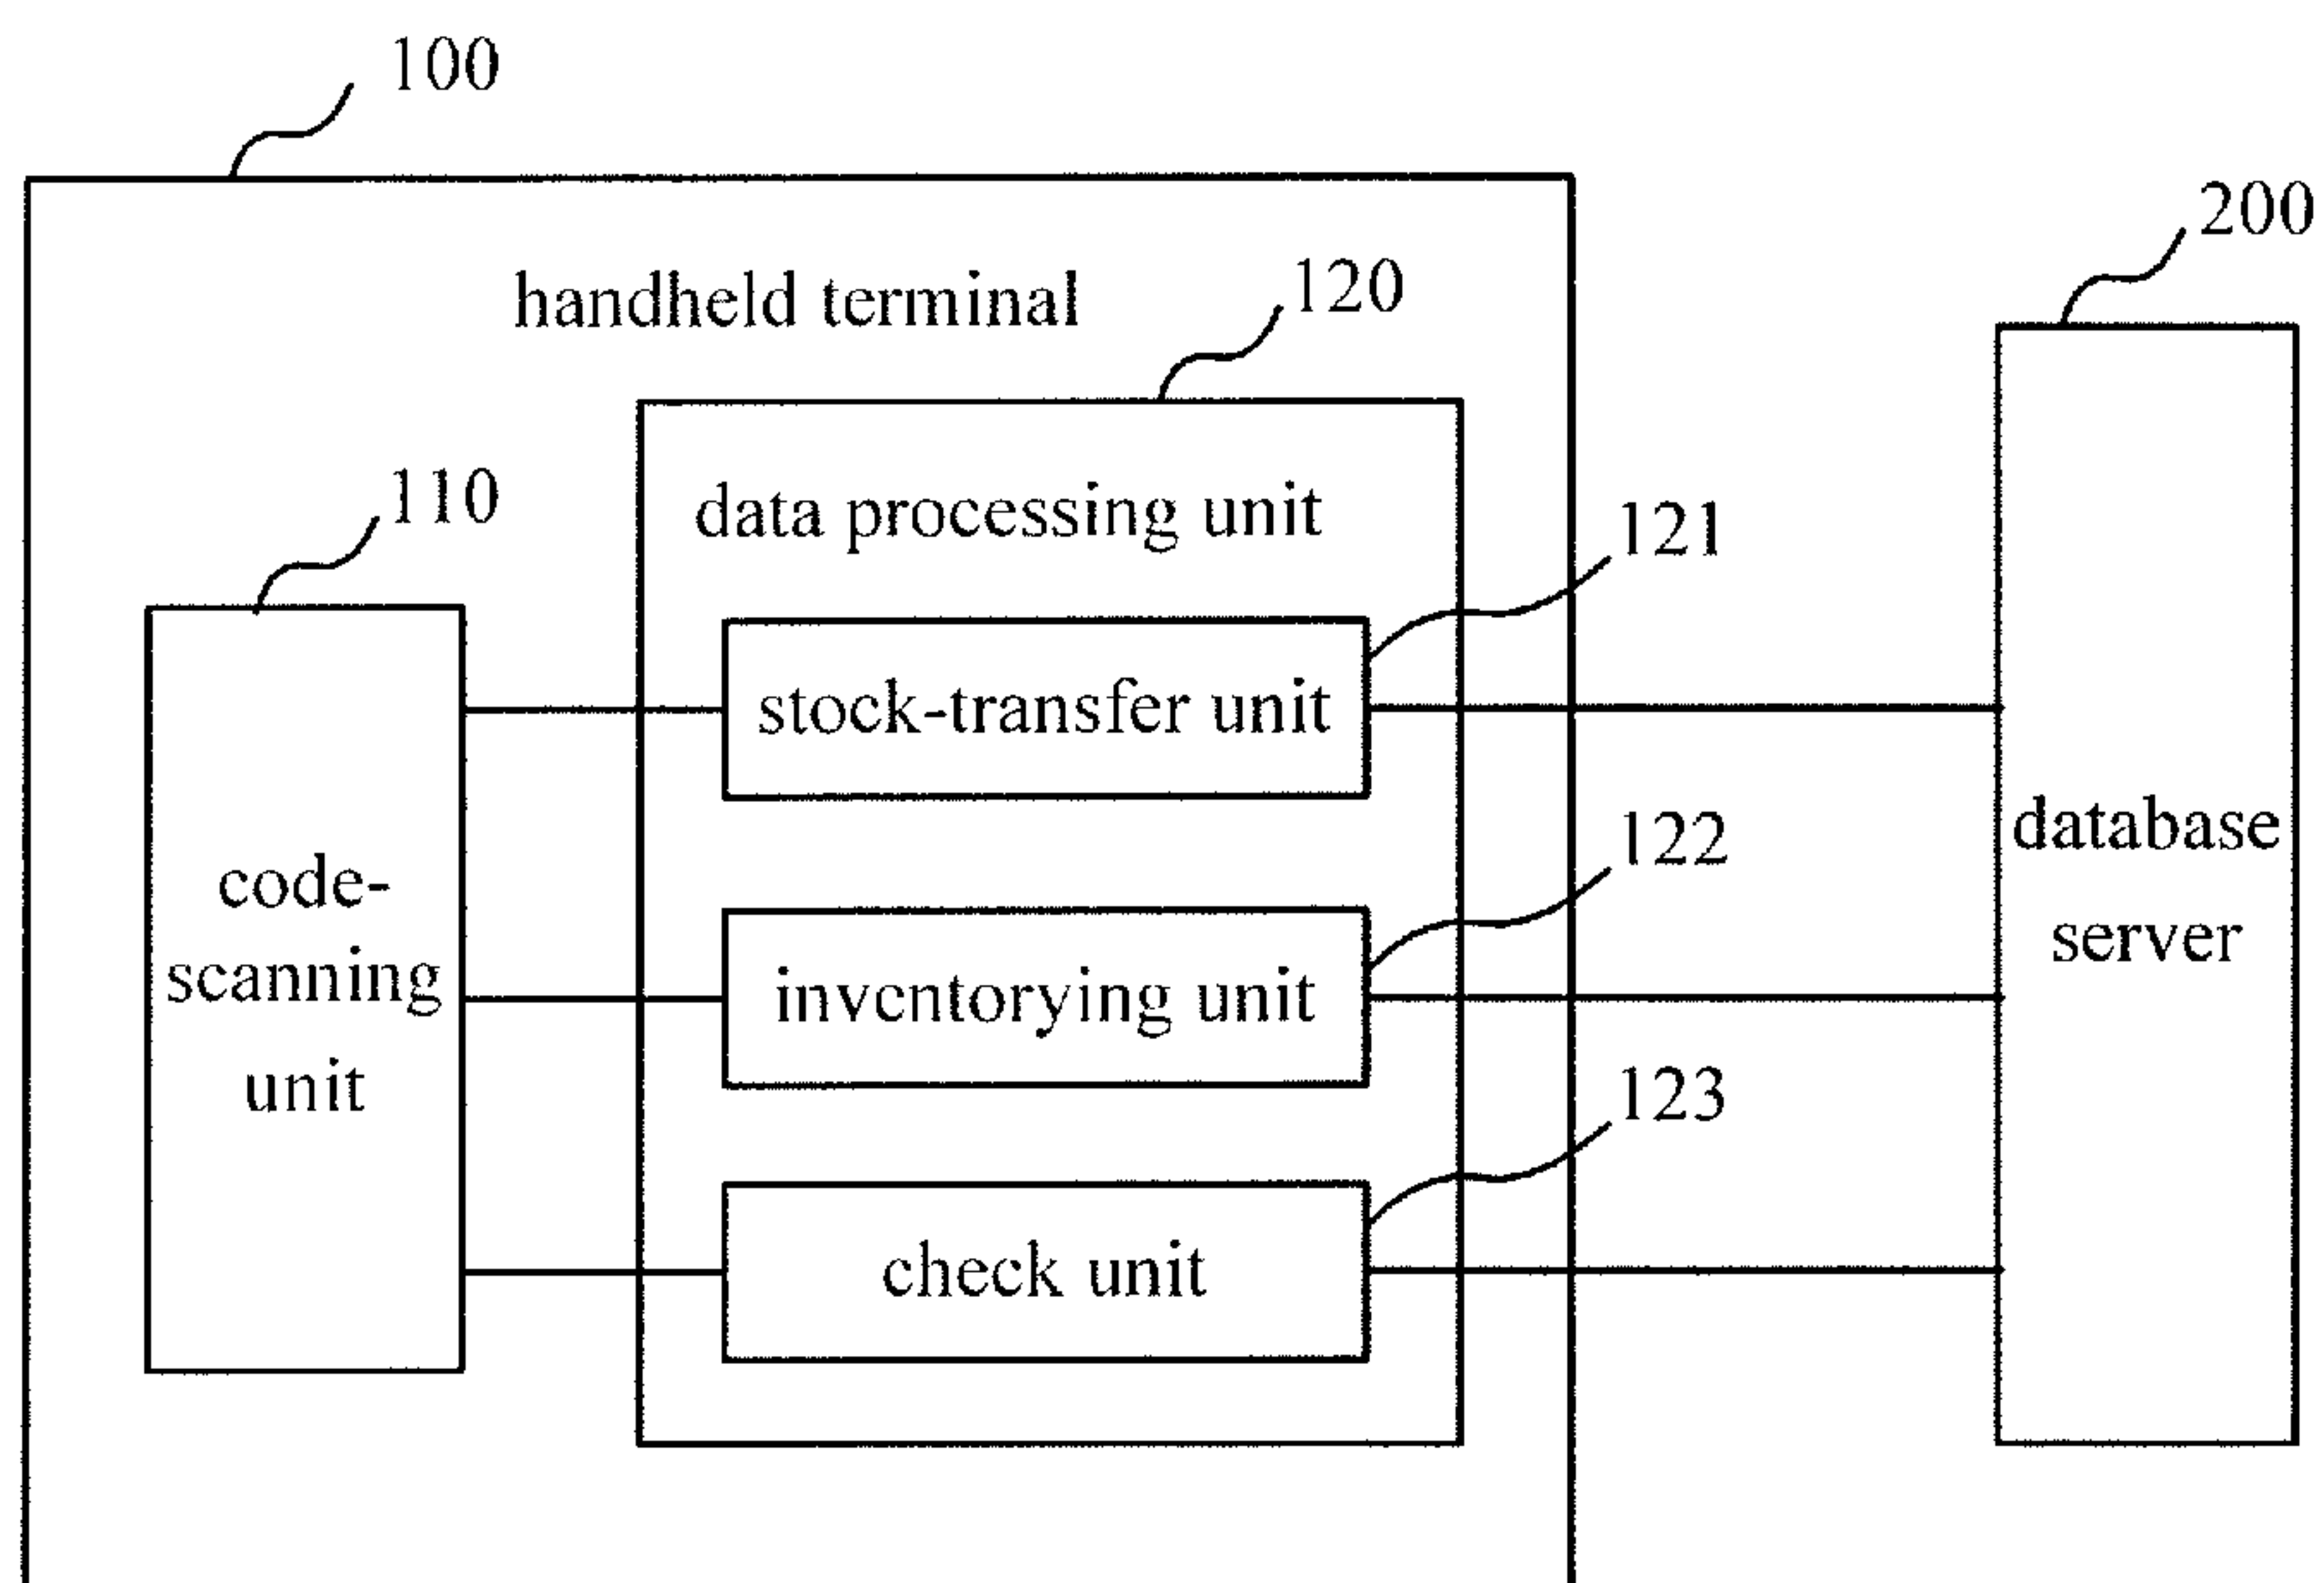 100
200
handheld terminal
120
110
data processing unit
121
stock-transfer unit
122
database
server
code-
scanning
unit
inventorying unit
123
check unit